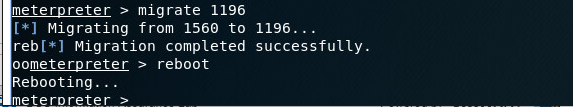 meterpreter > migrate 1196
[*] Migrating from 1560 to 1196...
reb[*] Migration completed successfully.
oometerpreter > reboot
Rebooting...
meterpreter >